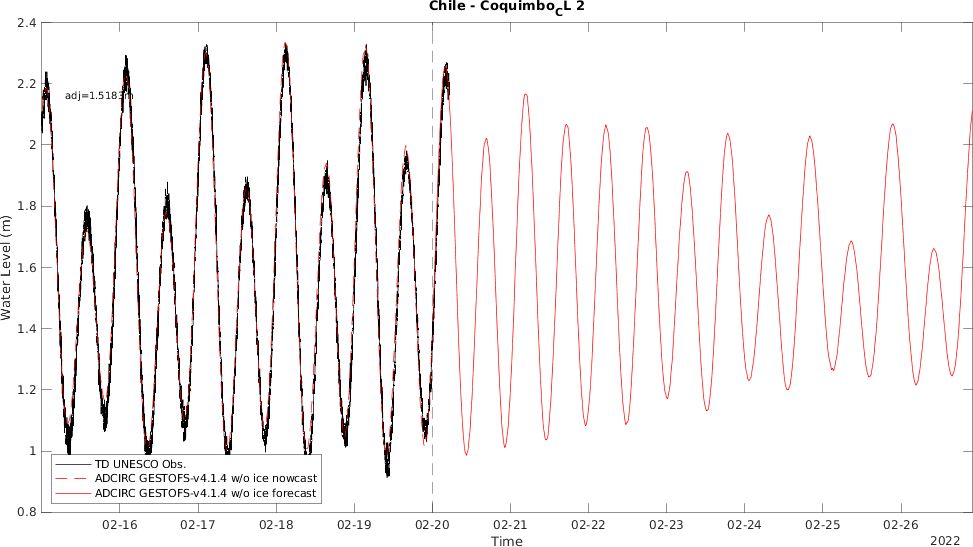 Chile - Coquimbo_CL 2
Water Level (m)
2.4
2.2
2
1.8
1.6
1.4
1.2
1
0.8
adj=1.5183m
TD UNESCO Obs.
ADCIRC GESTOFS-v4.1.4 w/o ice nowcast
ADCIRC GESTOFS-v4.1.4 w/o ice forecast
02-16 02-17 02-18 02-19 02-20 02-21 02-22 02-23 02-24 02-25 02-26
Time
2022